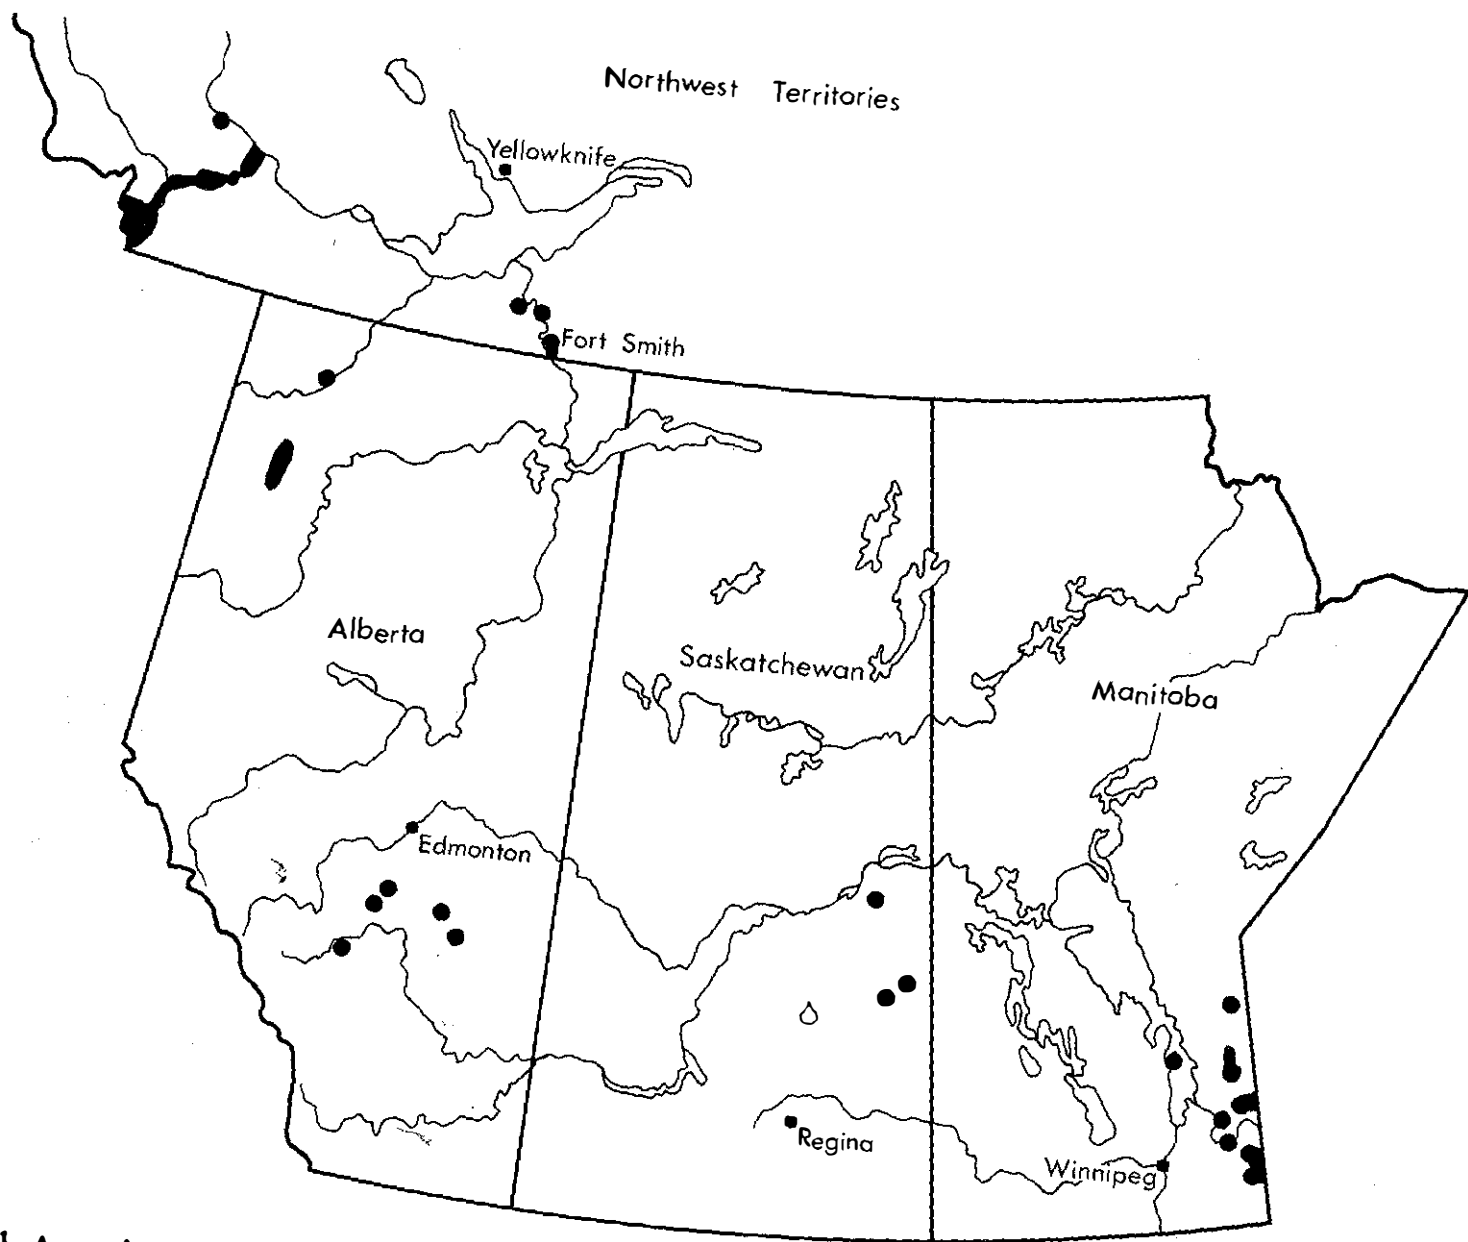 Northwest Territories
Yellowknife
Fort Smith
Alberta
Saskatchewan
Manitoba
Edmonton
Regina
Winnipeg